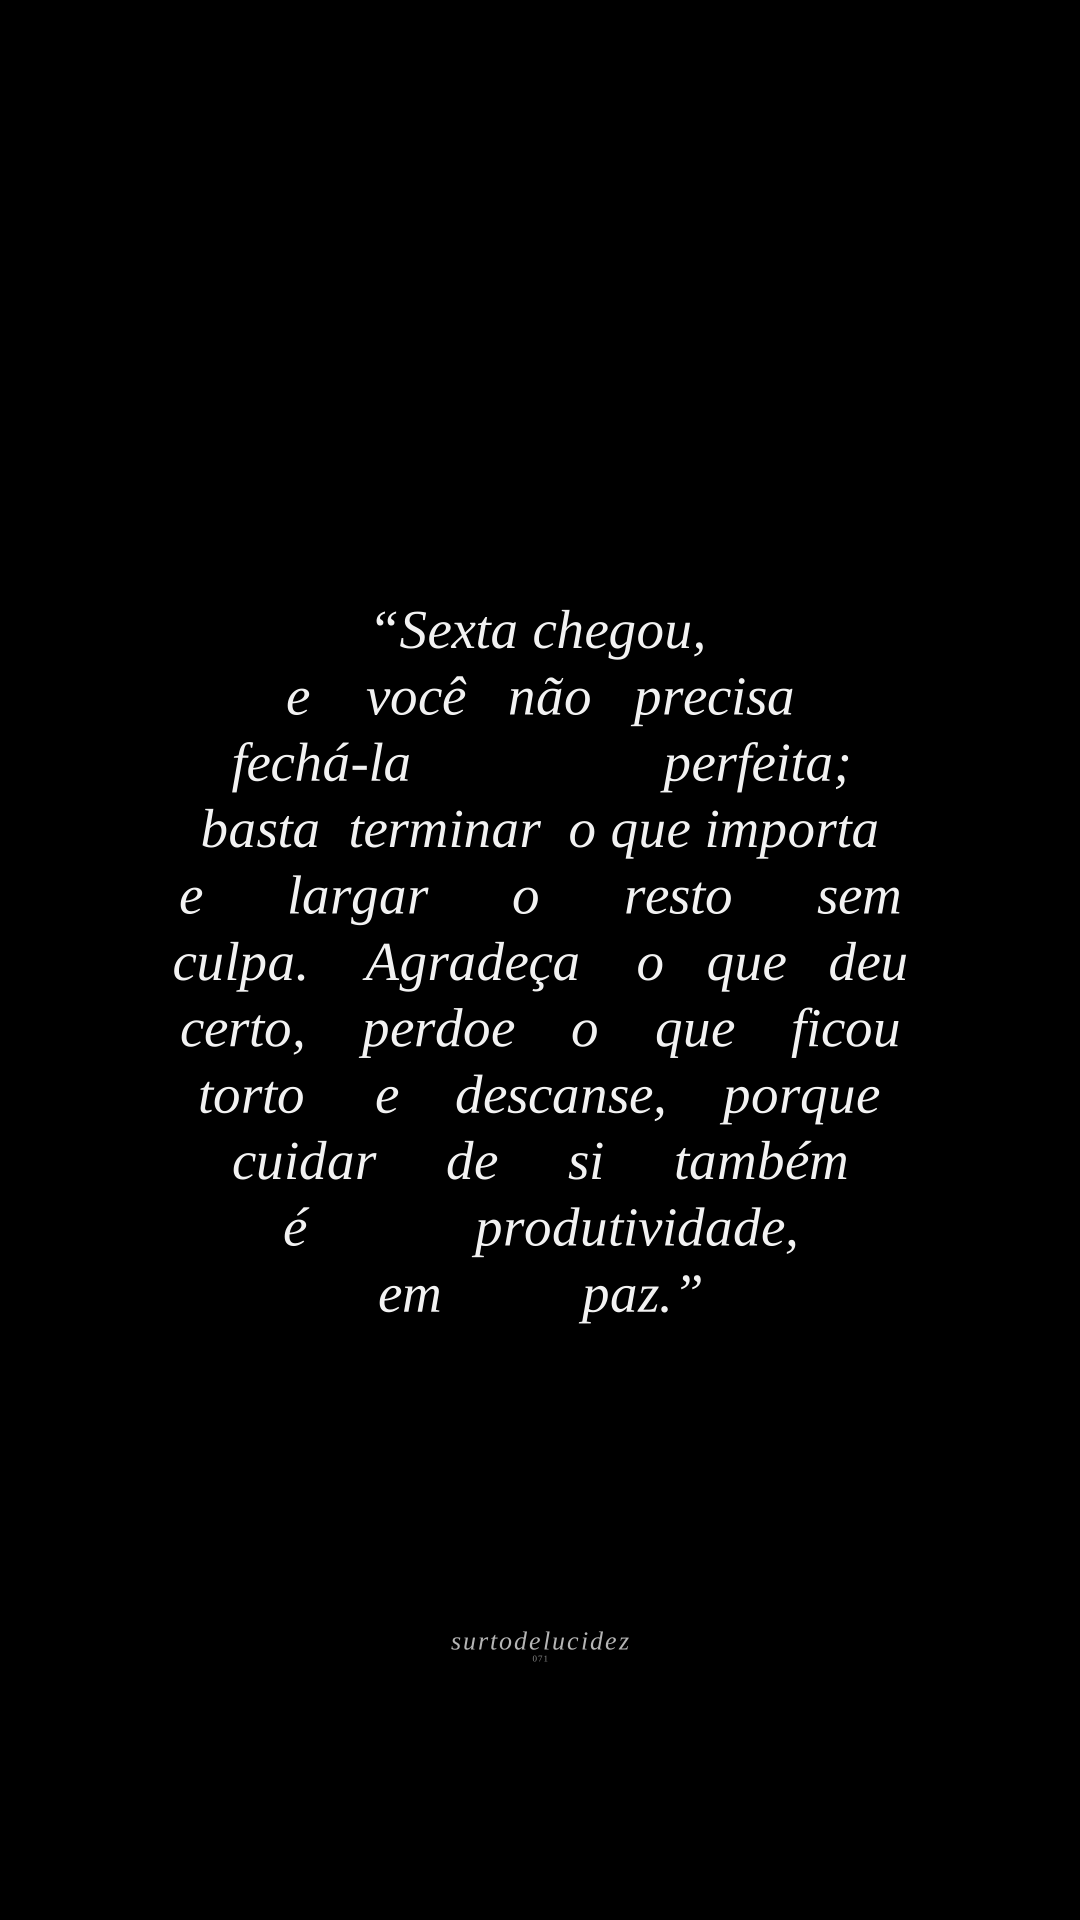 “Sexta chegou,
e você não precisa
fechá-la perfeita;
basta terminar o que importa
e largar o resto sem
culpa. Agradeça o que deu
certo, perdoe o que ficou
torto e descanse, porque
cuidar de si também
é produtividade,
em paz.”
surtodelucidez
071